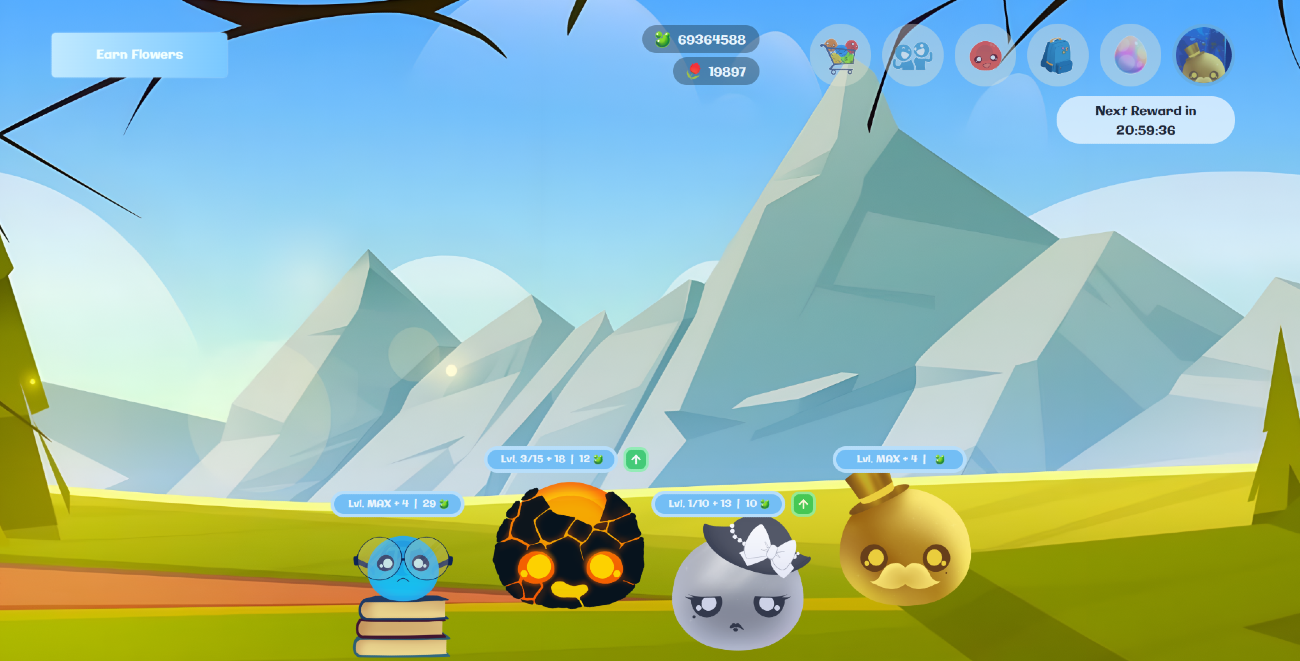 Earn Flowers
69364588
19897
Next Reward in
20:59:36
Lvl. 3/15 + 18 | 12
Lvl. MAX + 4 |
Lvl. MAX + 4 | 29
Lvl. 1/10 + 13 | 10